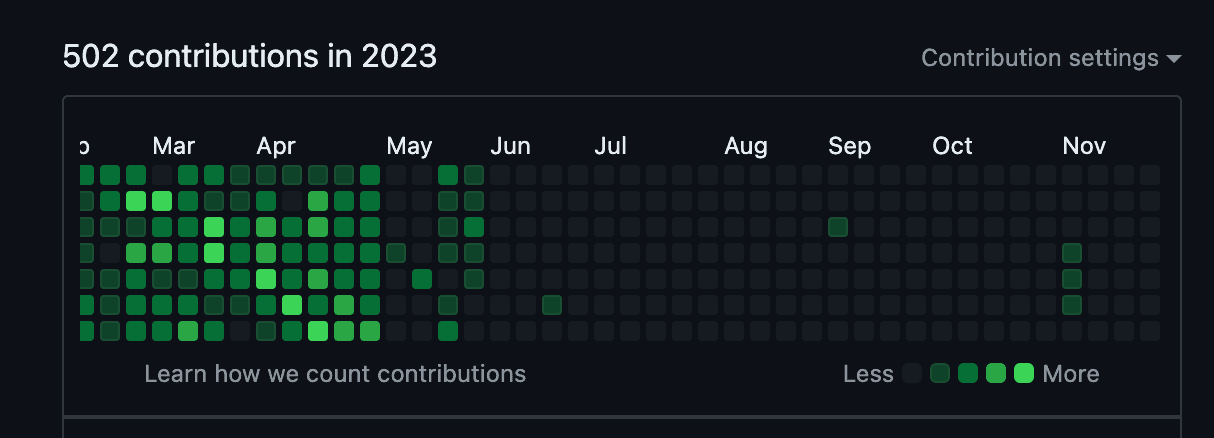 502 contributions in 2023
Contribution settings
Mar Apr May Jun Jul Aug Sep Oct Nov
Learn how we count contributions
Less More